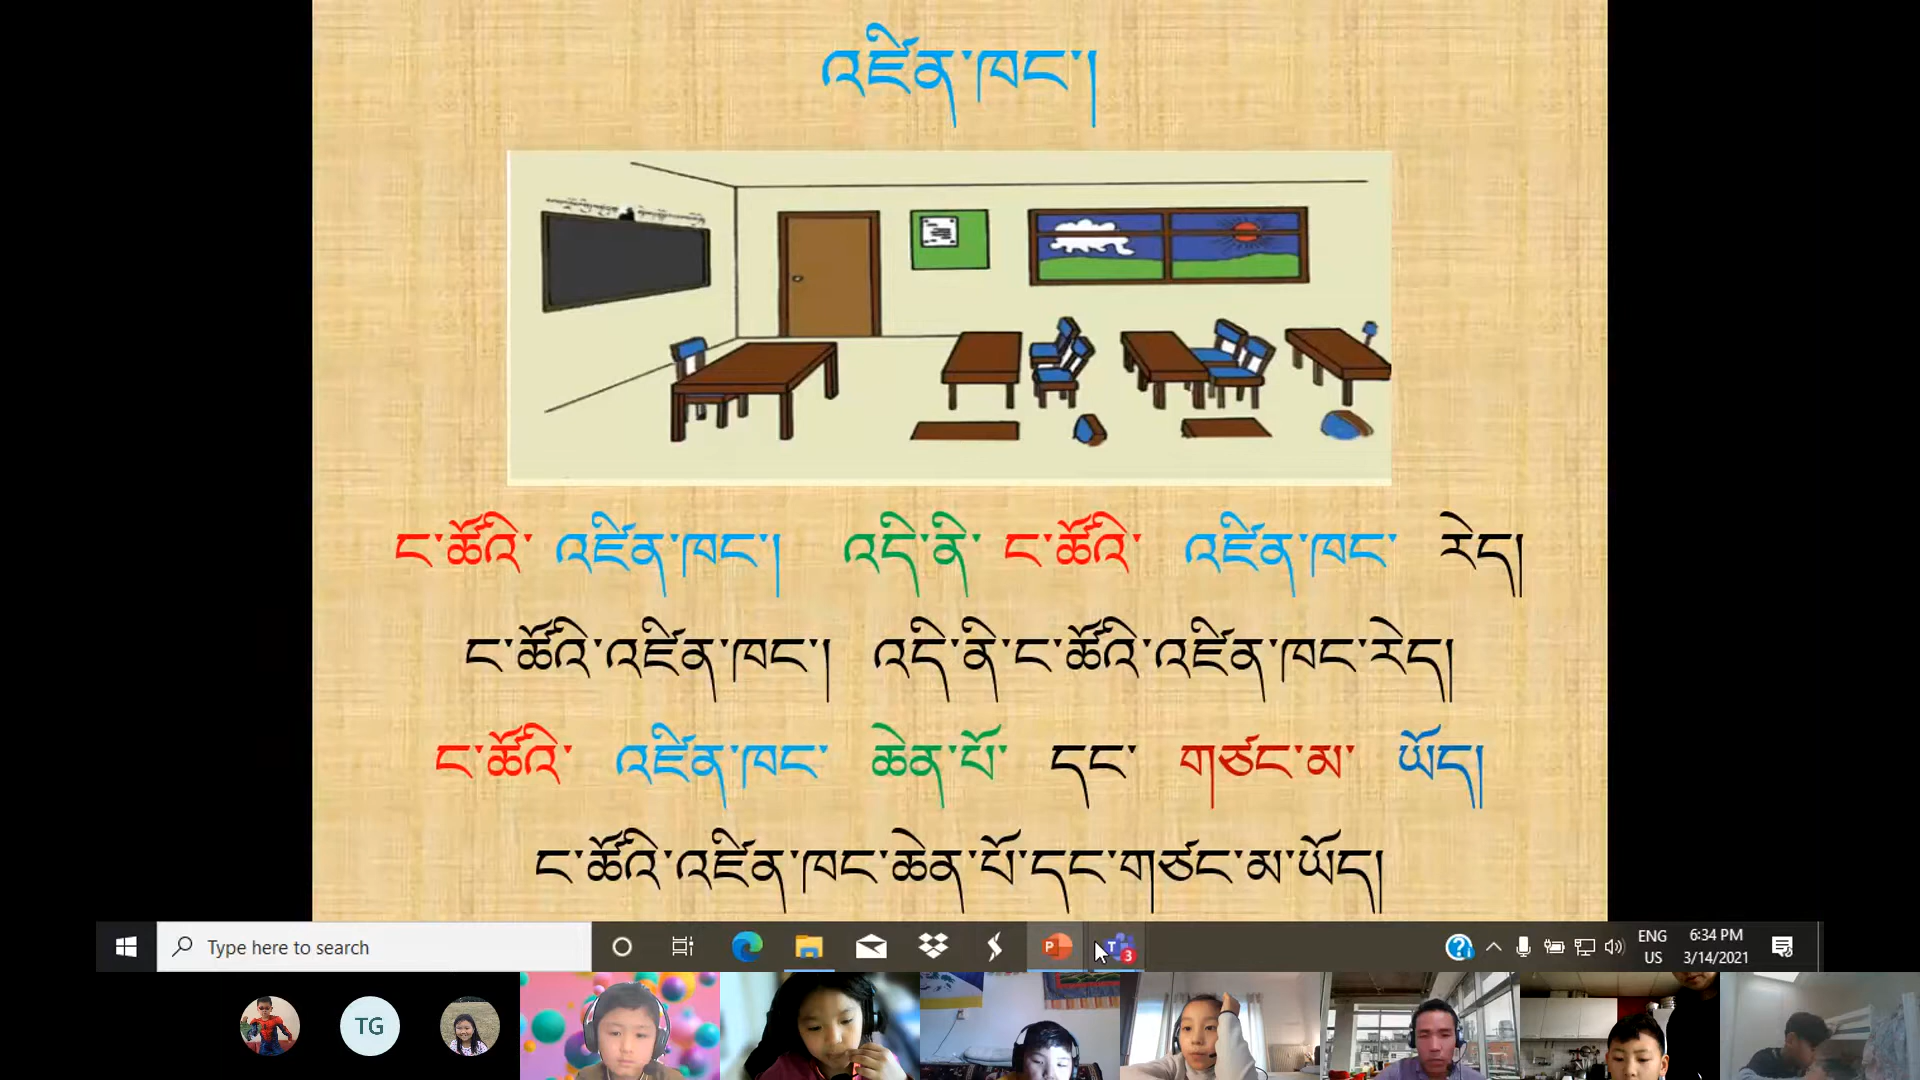 འཛིན་ཁང་།
ང་ཚོའི་ འཛིན་ཁང་། འདི་ནི་ ང་ཚོའི་ འཛིན་ཁང་ རེད།
ང་ཚོའི་འཛིན་ཁང་། འདི་ནི་ང་ཚོའི་འཛིན་ཁང་རེད།
ང་ཚོའི་ འཛིན་ཁང་ ཆེན་པོ་ དང་ གཙང་མ་ ཡོད།
ང་ཚོའི་འཛིན་ཁང་ཆེན་པོ་དང་གཙང་མ་ཡོད།
Type here to search
ENG
US
6:34 PM
3/14/2021
3
TG